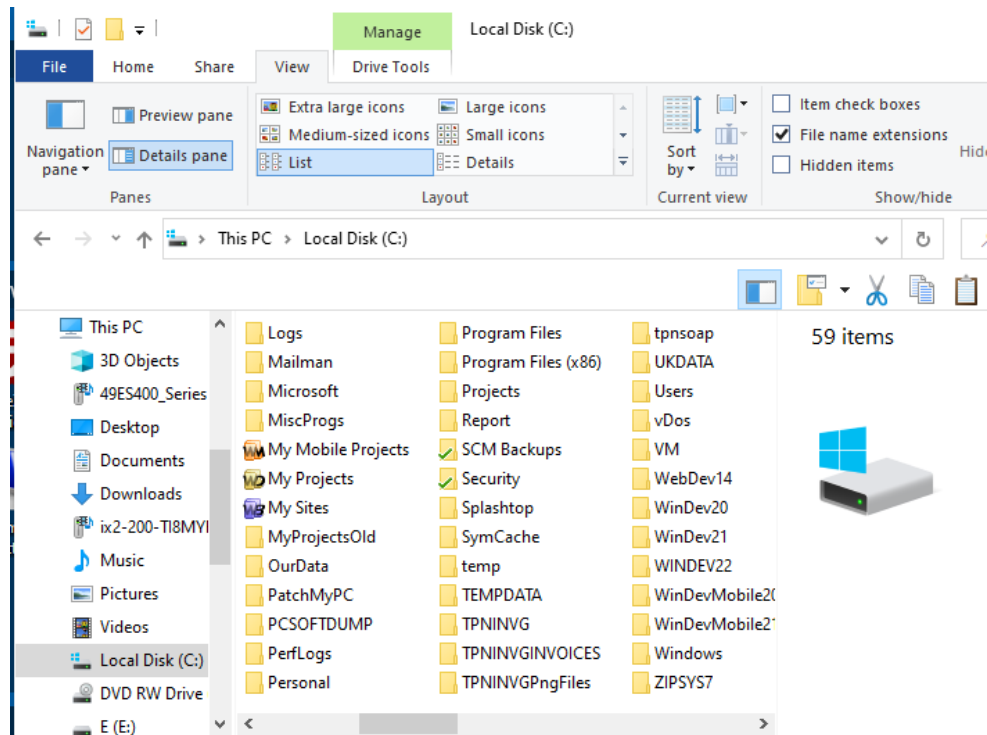 Manage Local Disk (C:)
File Home Share View Drive Tools
Extra large icons Large icons Item check boxes
Preview pane
Medium-sized icons Small icons File name extensions
Navigation pane
Details pane
List Details Sort by Hidden items
Panes Layout Current view Show/hide
This PC > Local Disk (C:)
This PC
3D Objects
49ES400_Series
Desktop
Documents
Downloads
Music
Pictures
Videos
Local Disk (C:)
DVD RW Drive
E (E:)
Logs
Mailman
Microsoft
MiscProgs
My Mobile Projects
My Projects
My Sites
MyProjectsOld
OurData
PatchMyPC
PCSOFTDUMP
PerfLogs
Personal
Program Files
Program Files (x86)
Projects
Report
SCM Backups
Security
Splashtop
SymCache
temp
TEMPDATA
TPNINVG
TPNINVGINVOICES
TPNINVGPngFiles
tpnsoap
UKDATA
Users
vDos
VM
WebDev14
WinDev20
WinDev21
WINDEV22
Windows
ZIPSYS7
59 items